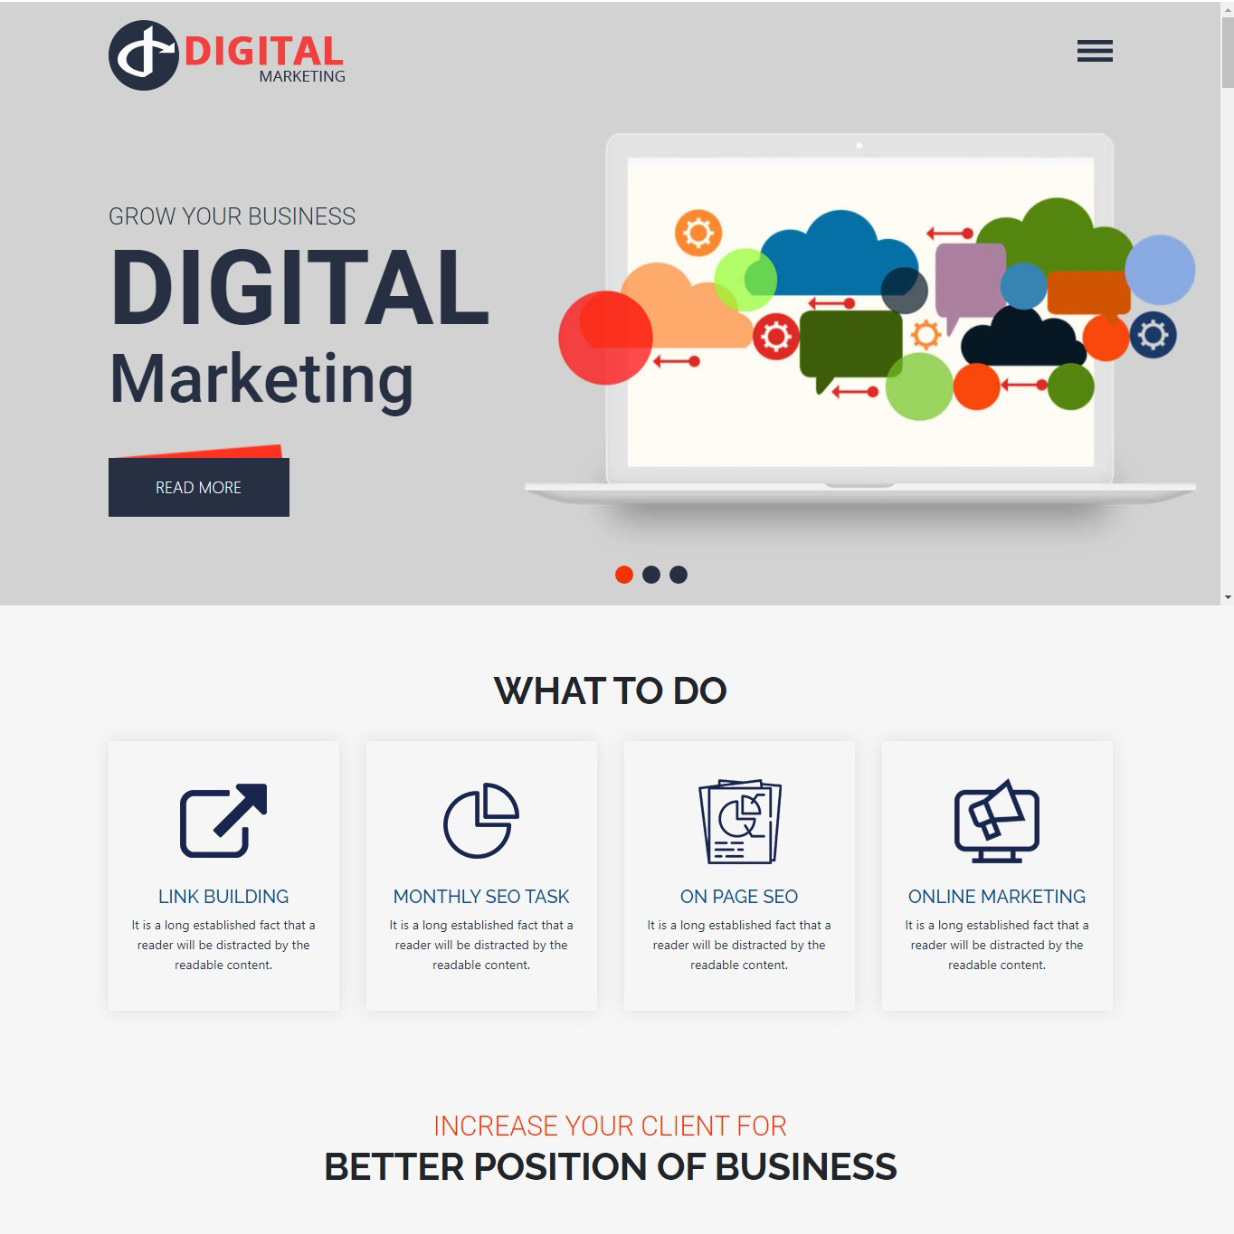 DIGITAL
MARKETING
GROW YOUR BUSINESS
DIGITAL
Marketing
READ MORE
WHAT TO DO
LINK BUILDING
It is a long established fact that a
reader will be distracted by the
readable content.
MONTHLY SEO TASK
It is a long established fact that a
reader will be distracted by the
readable content.
ON PAGE SEO
It is a long established fact that a
reader will be distracted by the
readable content.
ONLINE MARKETING
It is a long established fact that a
reader will be distracted by the
readable content.
INCREASE YOUR CLIENT FOR
BETTER POSITION OF BUSINESS